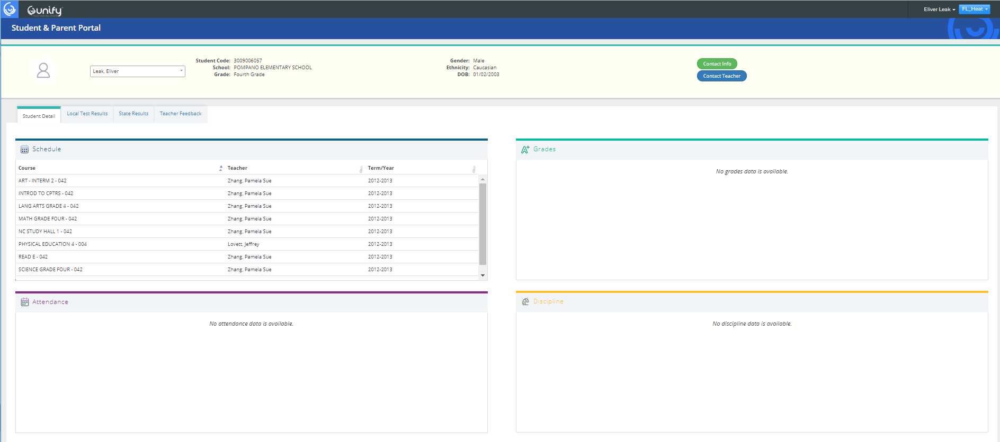 unify
Eliver Leak
FL_Heat
Student & Parent Portal
Leak, Eliver
Student Code: 3009006057
School: POMPANO ELEMENTARY SCHOOL
Grade: Fourth Grade
Gender: Male
Ethnicity: Caucasian
DOB: 01/02/2003
Contact Info
Contact Teacher
Student Detail
Local Test Results
State Results
Teacher Feedback
Schedule
Course Teacher Term/Year
ART - INTERM 2 - 042 Zhang, Pamela Sue 2012-2013
INTROD TO CPTRS - 042 Zhang, Pamela Sue 2012-2013
LANG ARTS GRADE 4 - 042 Zhang, Pamela Sue 2012-2013
MATH GRADE FOUR - 042 Zhang, Pamela Sue 2012-2013
NC STUDY HALL 1 - 042 Zhang, Pamela Sue 2012-2013
PHYSICAL EDUCATION 4 - 004 Lovett, Jeffrey 2012-2013
READ E - 042 Zhang, Pamela Sue 2012-2013
SCIENCE GRADE FOUR - 042 Zhang, Pamela Sue 2012-2013
Grades
No grades data is available.
Attendance
No attendance data is available.
Discipline
No discipline data is available.